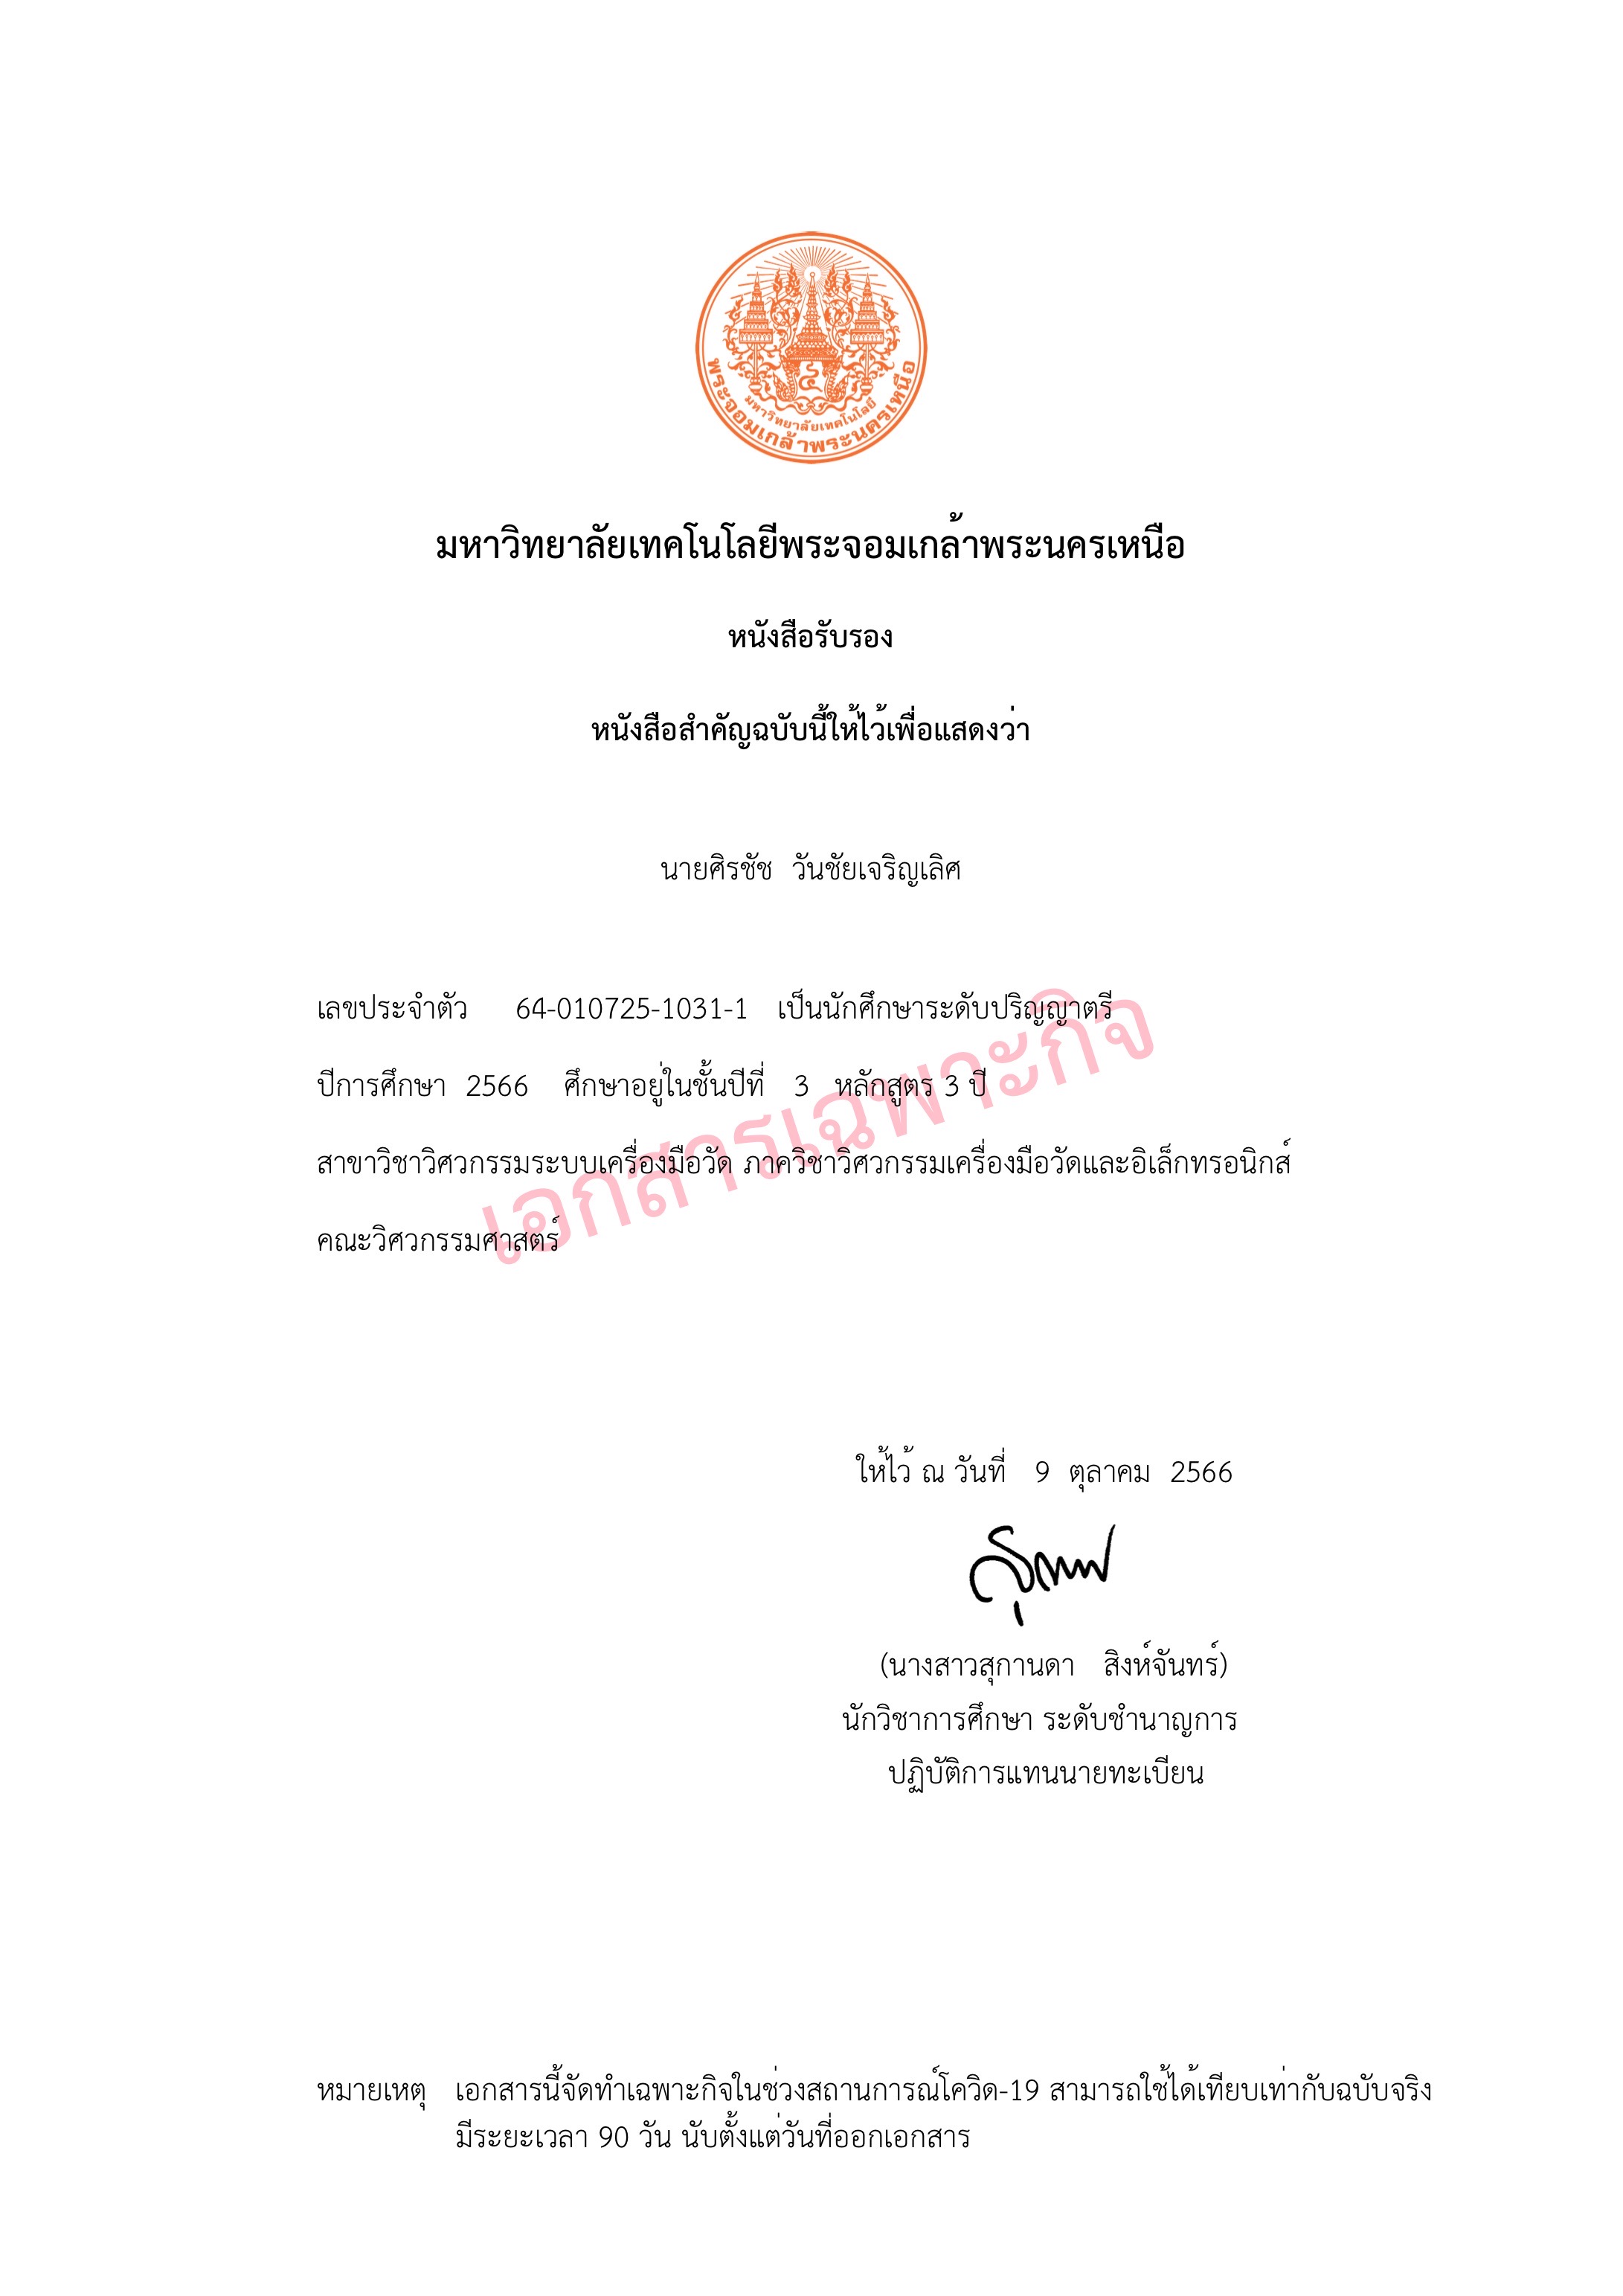 มหาวิทยาลัยเทคโนโลยี
พระจอมเกล้าพระนครเหนือ
มหาวิทยาลัยเทคโนโลยีพระจอมเกล้าพระนครเหนือ
หนังสือรับรอง
หนังสือสำคัญฉบับนี้ให้ไว้เพื่อแสดงว่า
นายศิรชัช วันชัยเจริญเลิศ
เลขประจำตัว 64-010725-1031-1 เป็นนักศึกษาระดับปริญญาตรี
ปีการศึกษา 2566 ศึกษาอยู่ในชั้นปีที่ 3 หลักสูตร 3 ปี
สาขาวิชาวิศวกรรมระบบเครื่องมือวัด ภาควิชาวิศวกรรมเครื่องมือวัดและอิเล็กทรอนิกส์
คณะวิศวกรรมศาสตร์
เอกสารเฉพาะกิจ
ให้ไว้ ณ วันที่ 9 ตุลาคม 2566
(นางสาวสุกานดา สิงห์จันทร์)
นักวิชาการศึกษา ระดับชำนาญการ
ปฏิบัติการแทนนายทะเบียน
หมายเหตุ เอกสารนี้จัดทำเฉพาะกิจในช่วงสถานการณ์โควิด-19 สามารถใช้ได้เทียบเท่ากับฉบับจริง
มีระยะเวลา 90 วัน นับตั้งแต่วันที่ออกเอกสาร